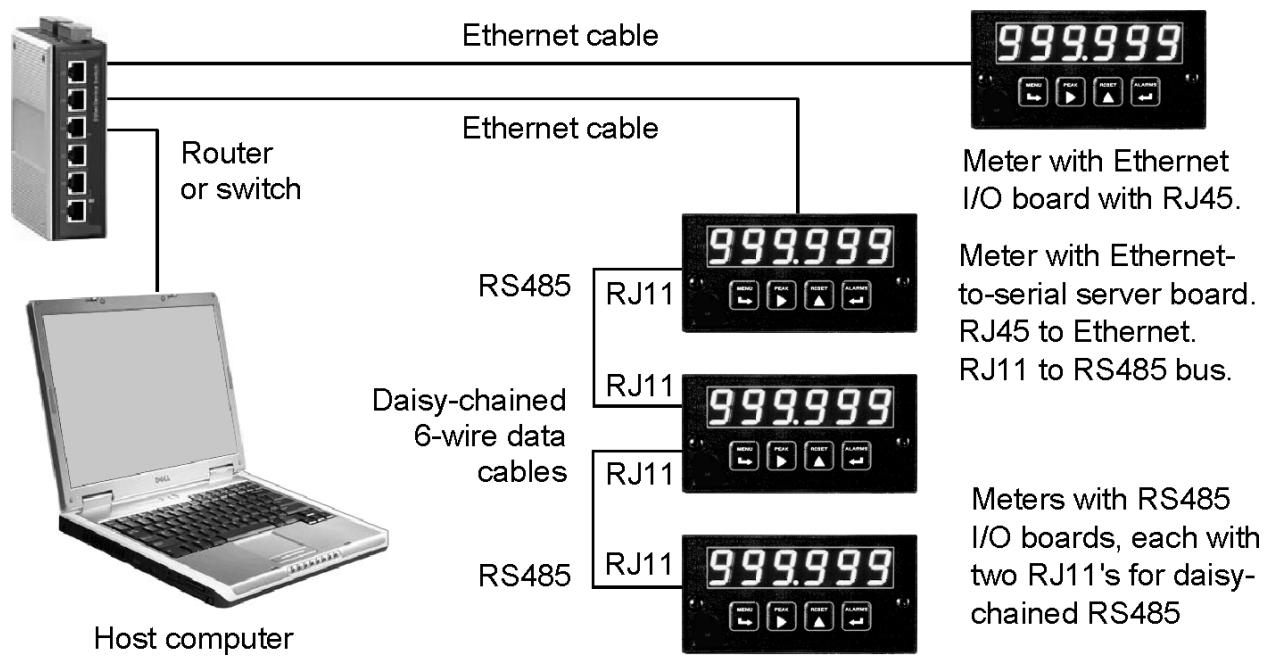 Ethernet cable
999.999
MENU PEAK RESET ALARMS
Ethernet cable
Router
or switch
Meter with Ethernet
I/O board with RJ45.
999.999
MENU PEAK RESET ALARMS
RS485
RJ11
Meter with Ethernet-
to-serial server board.
RJ45 to Ethernet.
RJ11 to RS485 bus.
RJ11
999.999
MENU PEAK RESET ALARMS
Daisy-chained
6-wire data
cables
RJ11
RS485
RJ11
999.999
MENU PEAK RESET ALARMS
Meters with RS485
I/O boards, each with
two RJ11's for daisy-
chained RS485
DELL
Host computer